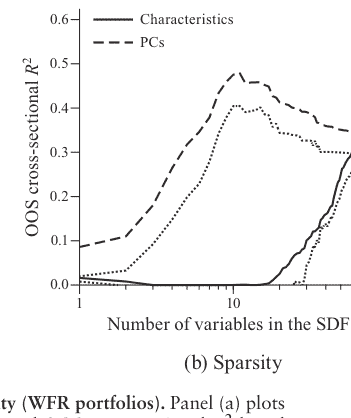 0.6
Characteristics
PCs
0.5
0.4
0.3
0.2
0.1
0.0
OOS cross-sectional R²
1
10
Number of variables in the SDF
(b) Sparsity
ty (WFR portfolios). Panel (a) plots